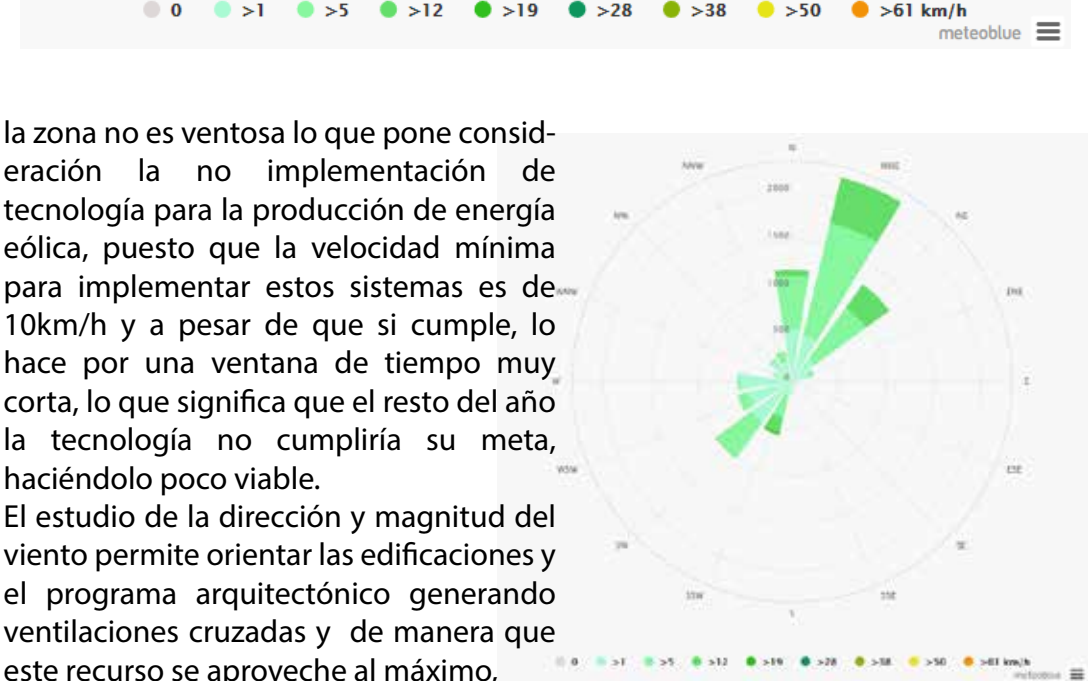 0 >1 >5 >12 >19 >28 >38 >50 >61 km/h
meteoblue
la zona no es ventosa lo que pone consid-
eración la no implementación de
tecnología para la producción de energía
eólica, puesto que la velocidad mínima
para implementar estos sistemas es de
10km/h y a pesar de que si cumple, lo
hace por una ventana de tiempo muy
corta, lo que significa que el resto del año
la tecnología no cumpliría su meta,
haciéndolo poco viable.
El estudio de la dirección y magnitud del
viento permite orientar las edificaciones y
el programa arquitectónico generando
ventilaciones cruzadas y de manera que
este recurso se aproveche al máximo,
N
NNW
NNE
2000
NW
NE
1500
WNW
1000
ENE
500
0
W
E
WSW
ESE
SW
SE
SSW
SSE
S
0 >1 >5 >12 >19 >28 >38 >50 >61 km/h
meteoblue